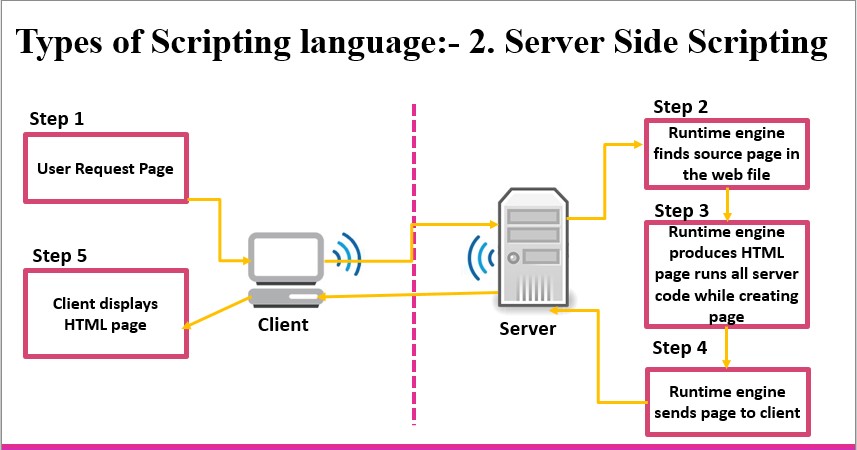 Types of Scripting language:- 2. Server Side Scripting
Step 1
User Request Page
Step 5
Client displays
HTML page
Client
Server
Step 2
Runtime engine
finds source page in
the web file
Step 3
Runtime engine
produces HTML
page runs all server
code while creating
page
Step 4
Runtime engine
sends page to client